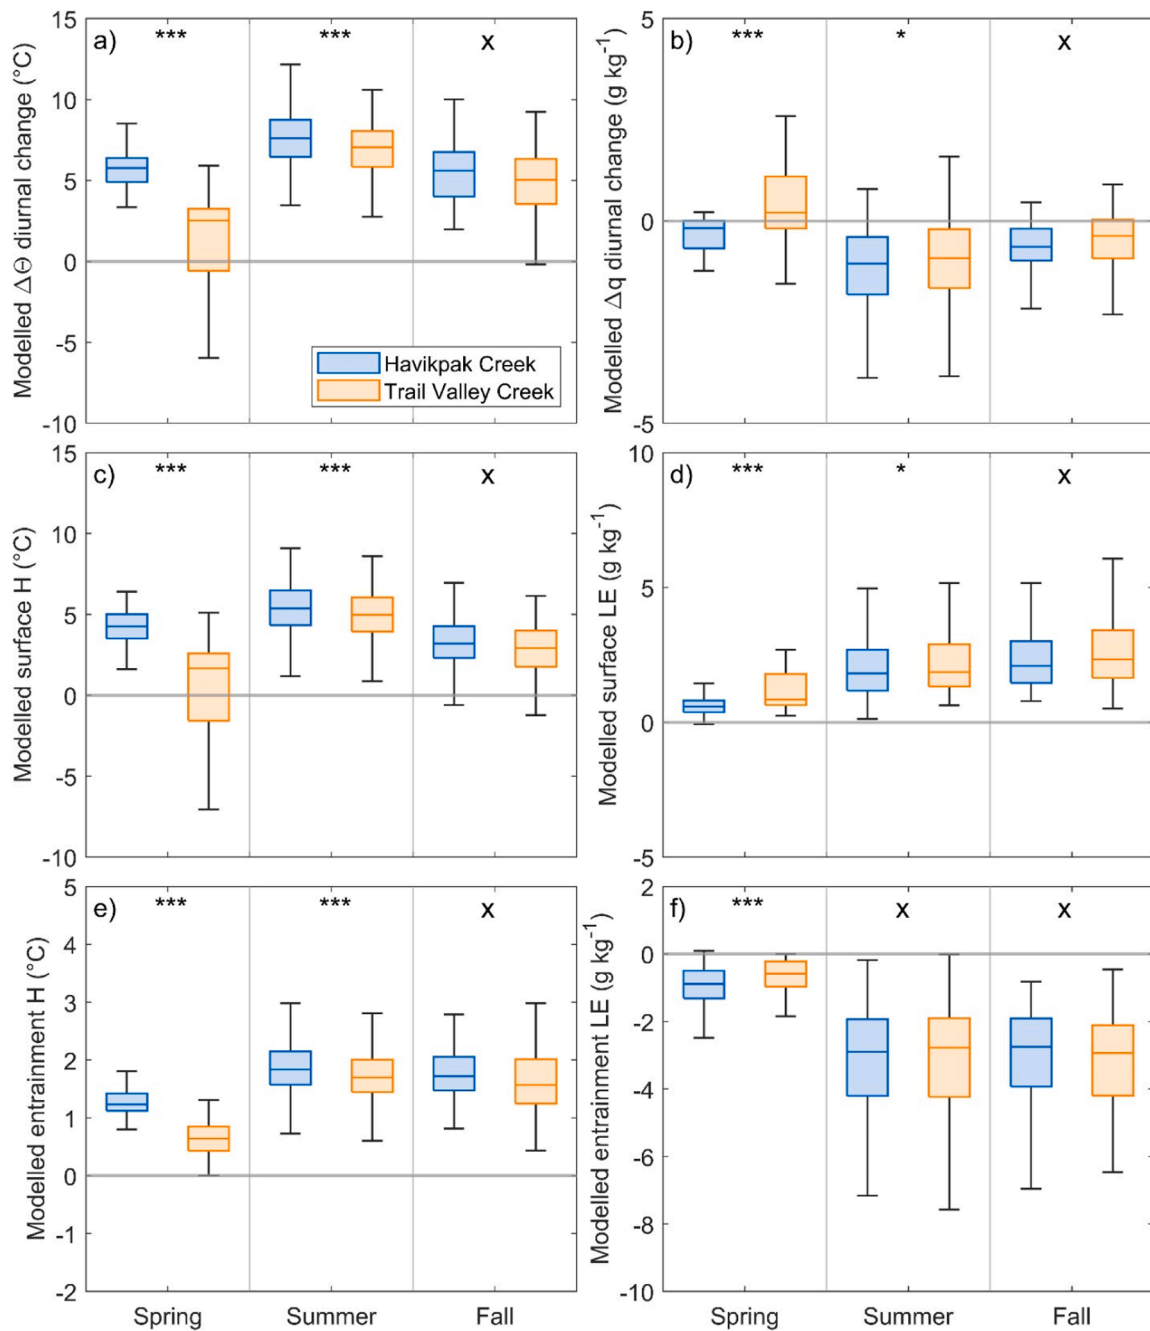 a) *** *** x
Modelled ΔΘ diurnal change (°C)
15
10
5
0
-5
-10
Havikpak Creek
Trail Valley Creek
b) *** * x
Modelled Δq diurnal change (g kg⁻¹)
5
0
-5
c) *** *** x
Modelled surface H (°C)
15
10
5
0
-5
-10
d) *** * x
Modelled surface LE (g kg⁻¹)
10
5
0
-5
e) *** *** x
Modelled entrainment H (°C)
5
4
3
2
1
0
-1
-2
Spring Summer Fall
f) *** x x
Modelled entrainment LE (g kg⁻¹)
2
0
-2
-4
-6
-8
-10
Spring Summer Fall